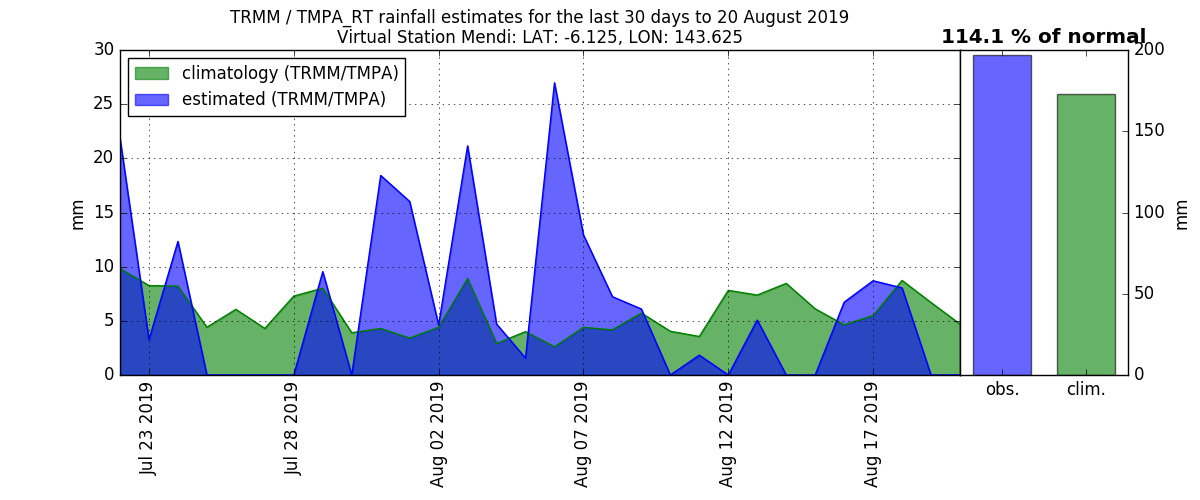 TRMM / TMPA_RT rainfall estimates for the last 30 days to 20 August 2019
Virtual Station Mendi: LAT: -6.125, LON: 143.625
114.1 % of normal
climatology (TRMM/TMPA)
estimated (TRMM/TMPA)
30
25
20
15
10
5
0
mm
Jul 23 2019
Jul 28 2019
Aug 02 2019
Aug 07 2019
Aug 12 2019
Aug 17 2019
200
150
100
50
0
mm
obs.
clim.